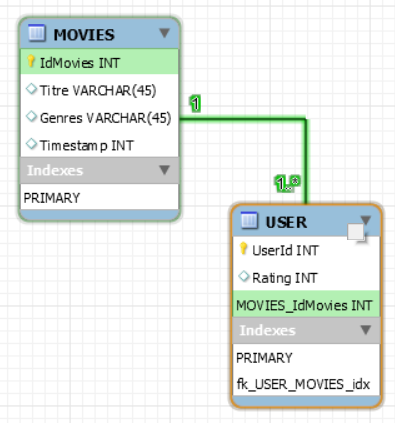 MOVIES
IdMovies INT
Titre VARCHAR(45)
Genres VARCHAR(45)
Timestamp INT
Indexes
PRIMARY
1
1..*
USER
UserId INT
Rating INT
MOVIES_IdMovies INT
Indexes
PRIMARY
fk_USER_MOVIES_idx